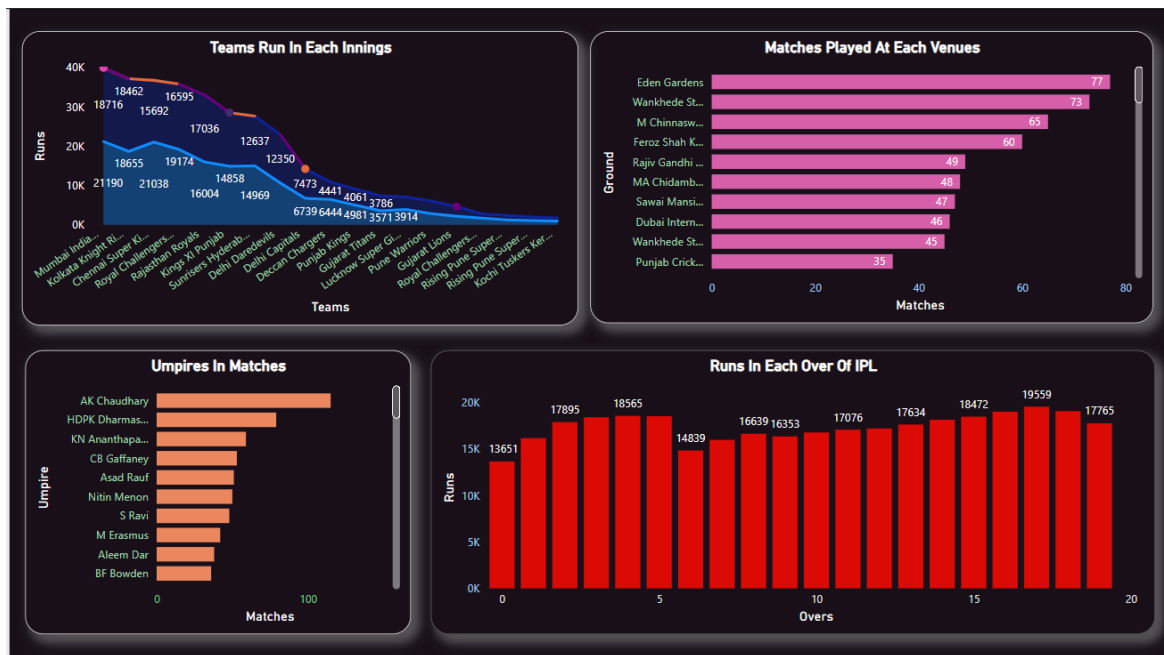 Teams Run In Each Innings
Runs
40K
30K
20K
10K
0K
18716
18462
15692
16595
17036
12637
12350
7473
4441
4061
3786
21190
18655
21038
19174
16004
14858
14969
6739
6444
4981
3571
3914
Mumbai India...
Kolkata Knight Ri...
Chennai Super Ki...
Royal Challengers...
Rajasthan Royals
Kings XI Punjab
Sunrisers Hyderab...
Delhi Daredevils
Delhi Capitals
Deccan Chargers
Punjab Kings
Gujarat Titans
Lucknow Super Gi...
Pune Warriors
Gujarat Lions
Royal Challengers...
Rising Pune Super...
Rising Pune Super...
Kochi Tuskers Ker...
Teams
Matches Played At Each Venues
Ground
Eden Gardens 77
Wankhede St... 73
M Chinnasw... 65
Feroz Shah K... 60
Rajiv Gandhi ... 49
MA Chidamb... 48
Sawai Mansi... 47
Dubai Intern... 46
Wankhede St... 45
Punjab Crick... 35
0 20 40 60 80
Matches
Umpires In Matches
Umpire
AK Chaudhary
HDPK Dharmas...
KN Ananthapa...
CB Gaffaney
Asad Rauf
Nitin Menon
S Ravi
M Erasmus
Aleem Dar
BF Bowden
0 100
Matches
Runs In Each Over Of IPL
Runs
20K
15K
10K
5K
0K
13651 17895 18565 14839 16639 16353 17076 17634 18472 19559 17765
0 5 10 15 20
Overs